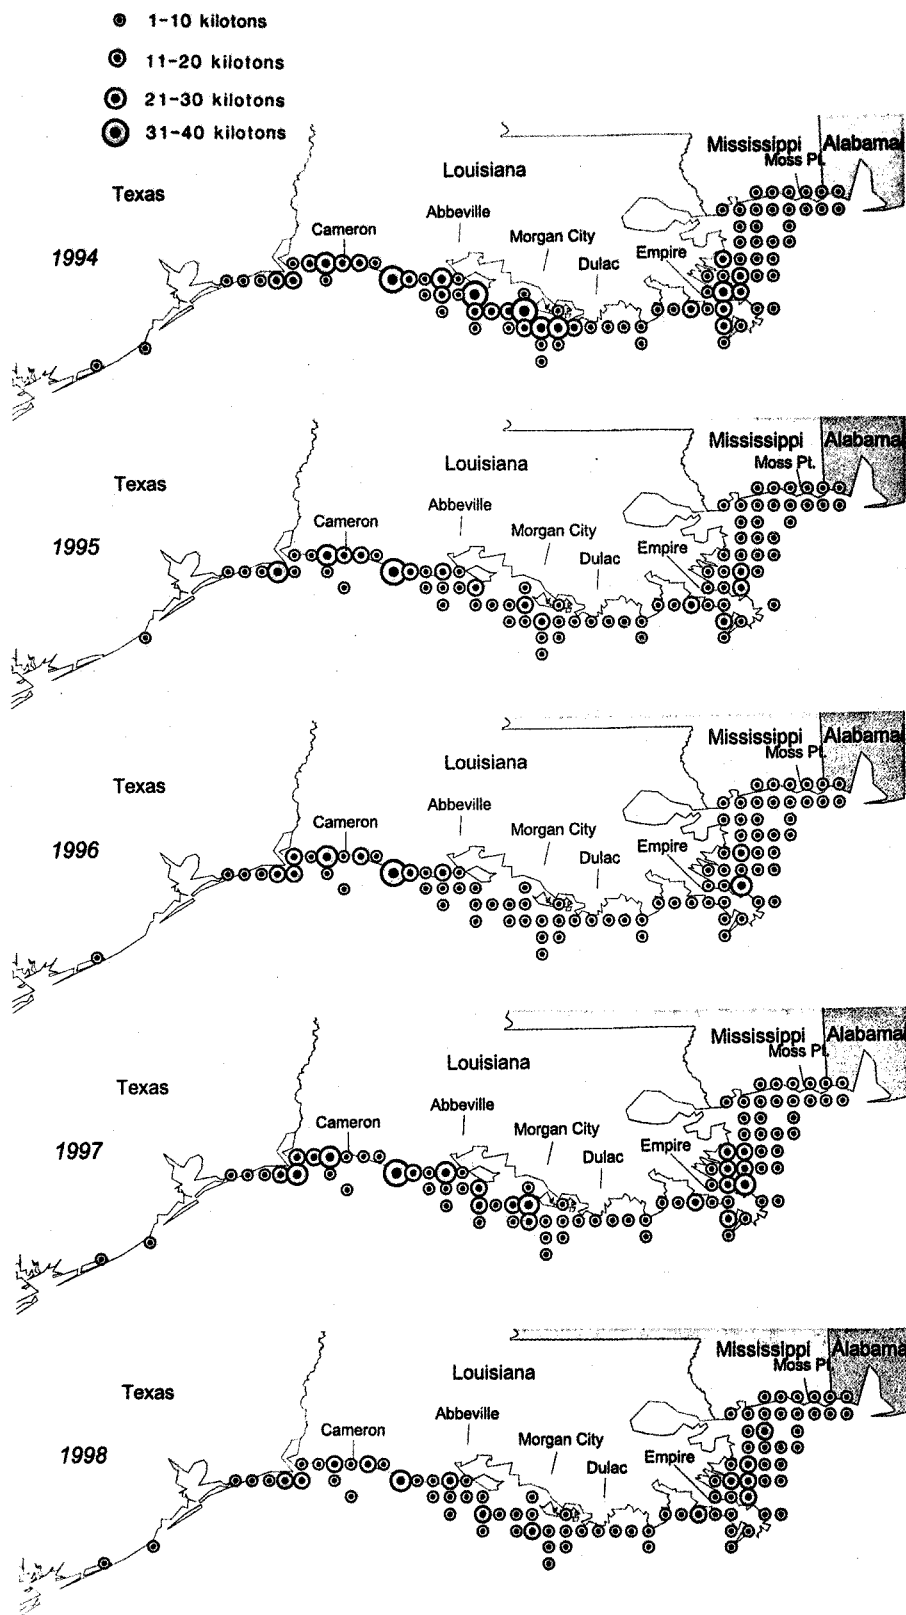 1-10 kilotons
11-20 kilotons
21-30 kilotons
31-40 kilotons
Mississippi Alabama
Moss Pt.
Louisiana
Texas
Abbeville
Cameron
Morgan City
Empire
Dulac
1994
Mississippi Alabama
Moss Pt.
Louisiana
Texas
Abbeville
Cameron
Morgan City
Empire
Dulac
1995
Mississippi Alabama
Moss Pt.
Louisiana
Texas
Abbeville
Cameron
Morgan City
Empire
Dulac
1996
Mississippi Alabama
Moss Pt.
Louisiana
Texas
Abbeville
Cameron
Morgan City
Empire
Dulac
1997
Mississippi Alabama
Moss Pt.
Louisiana
Texas
Abbeville
Cameron
Morgan City
Empire
Dulac
1998